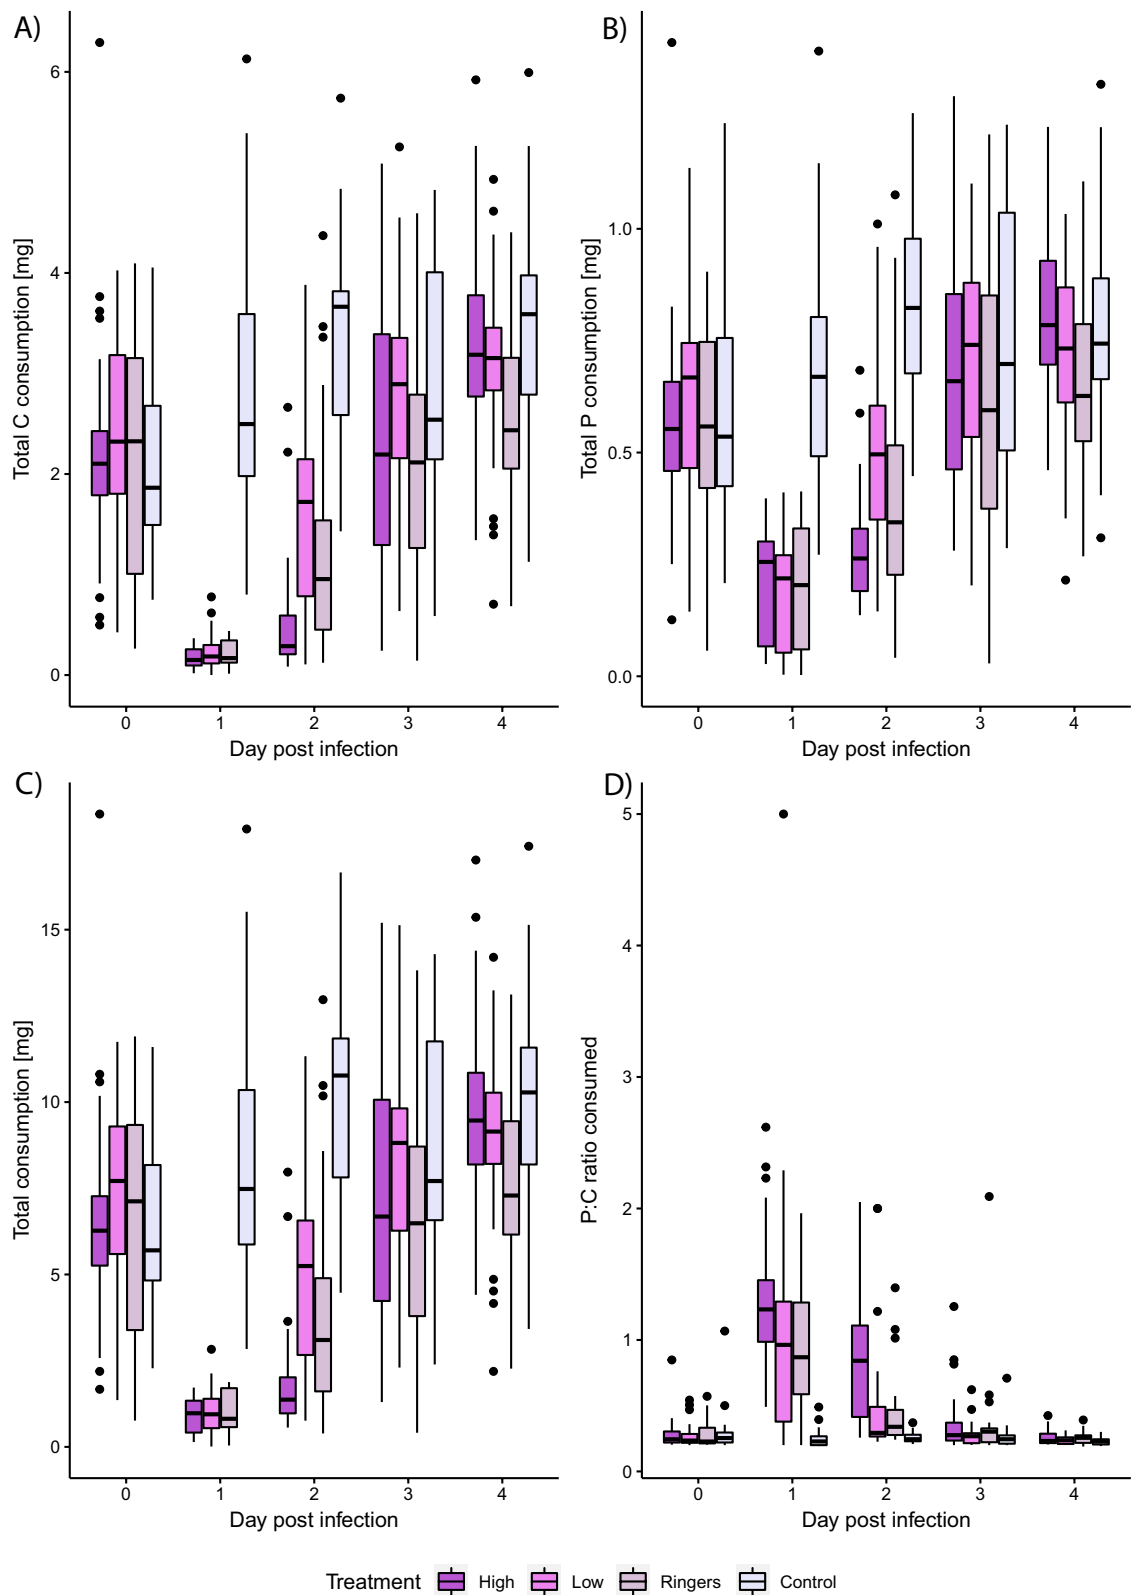 A)
Total C consumption [mg]
6
4
2
0
0 1 2 3 4
Day post infection
B)
Total P consumption [mg]
1.0
0.5
0.0
0 1 2 3 4
Day post infection
C)
Total consumption [mg]
15
10
5
0
0 1 2 3 4
Day post infection
D)
P:C ratio consumed
5
4
3
2
1
0
0 1 2 3 4
Day post infection
Treatment High Low Ringers Control